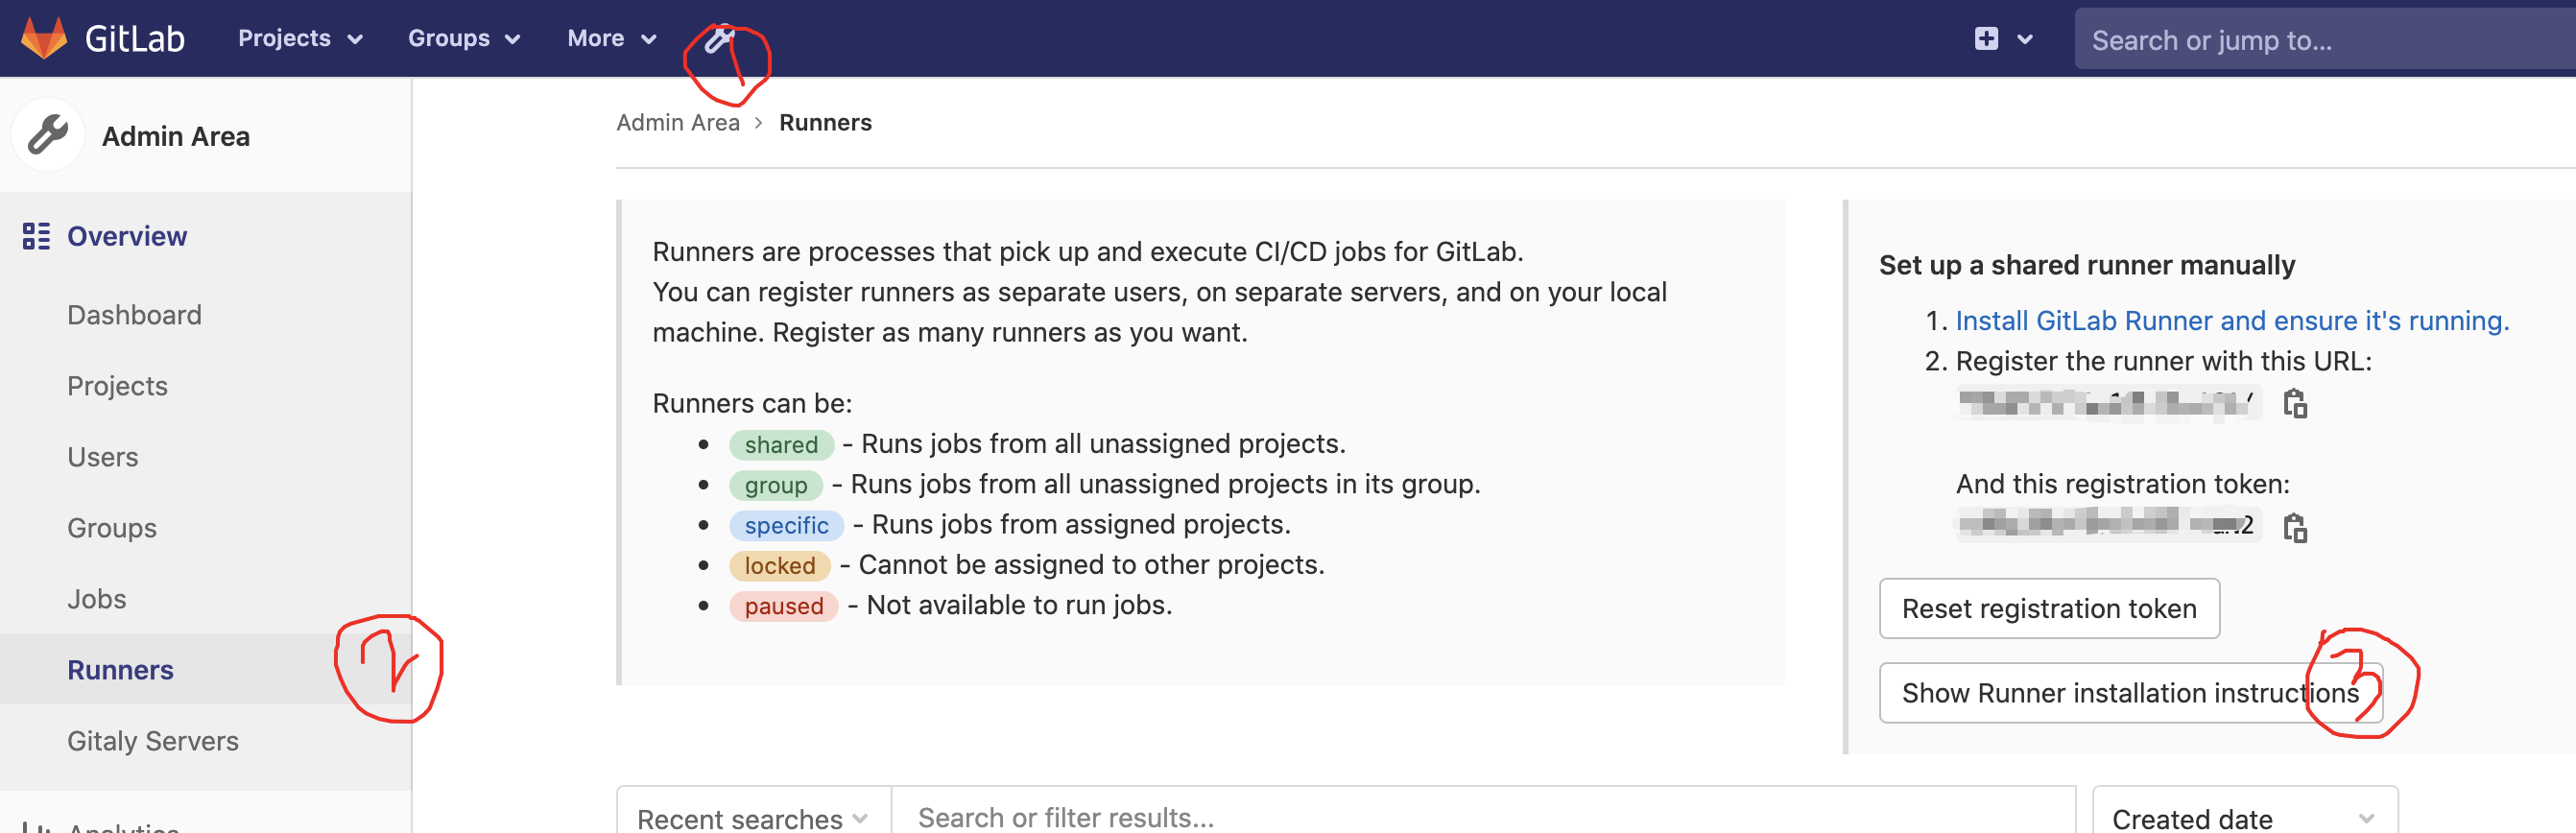 GitLab Projects Groups More Search or jump to...
1
Admin Area
Admin Area › Runners
Overview
Dashboard
Projects
Users
Groups
Jobs
Runners
2
Gitaly Servers
Analytics
Runners are processes that pick up and execute CI/CD jobs for GitLab.
You can register runners as separate users, on separate servers, and on your local
machine. Register as many runners as you want.
Runners can be:
• shared - Runs jobs from all unassigned projects.
• group - Runs jobs from all unassigned projects in its group.
• specific - Runs jobs from assigned projects.
• locked - Cannot be assigned to other projects.
• paused - Not available to run jobs.
Set up a shared runner manually
1. Install GitLab Runner and ensure it's running.
2. Register the runner with this URL:
And this registration token:
Reset registration token
Show Runner installation instructions
3
Recent searches Search or filter results... Created date